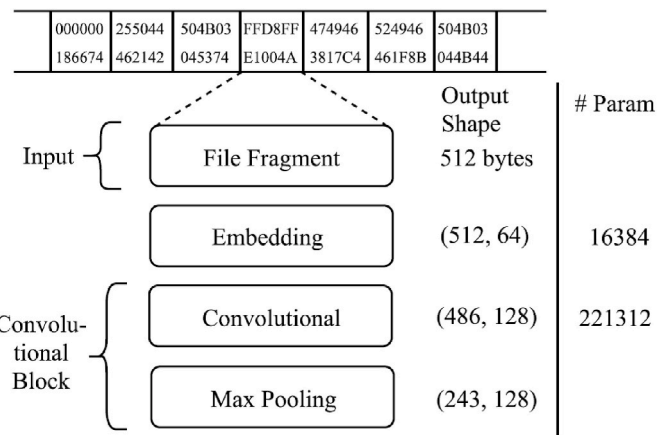 000000 255044 504B03 FFD8FF 474946 524946 504B03
186674 462142 045374 E1004A 3817C4 461F8B 044B44
Output
Shape
# Param
Input
File Fragment
512 bytes
Embedding
(512, 64)
16384
Convolu-
tional
Block
Convolutional
(486, 128)
221312
Max Pooling
(243, 128)